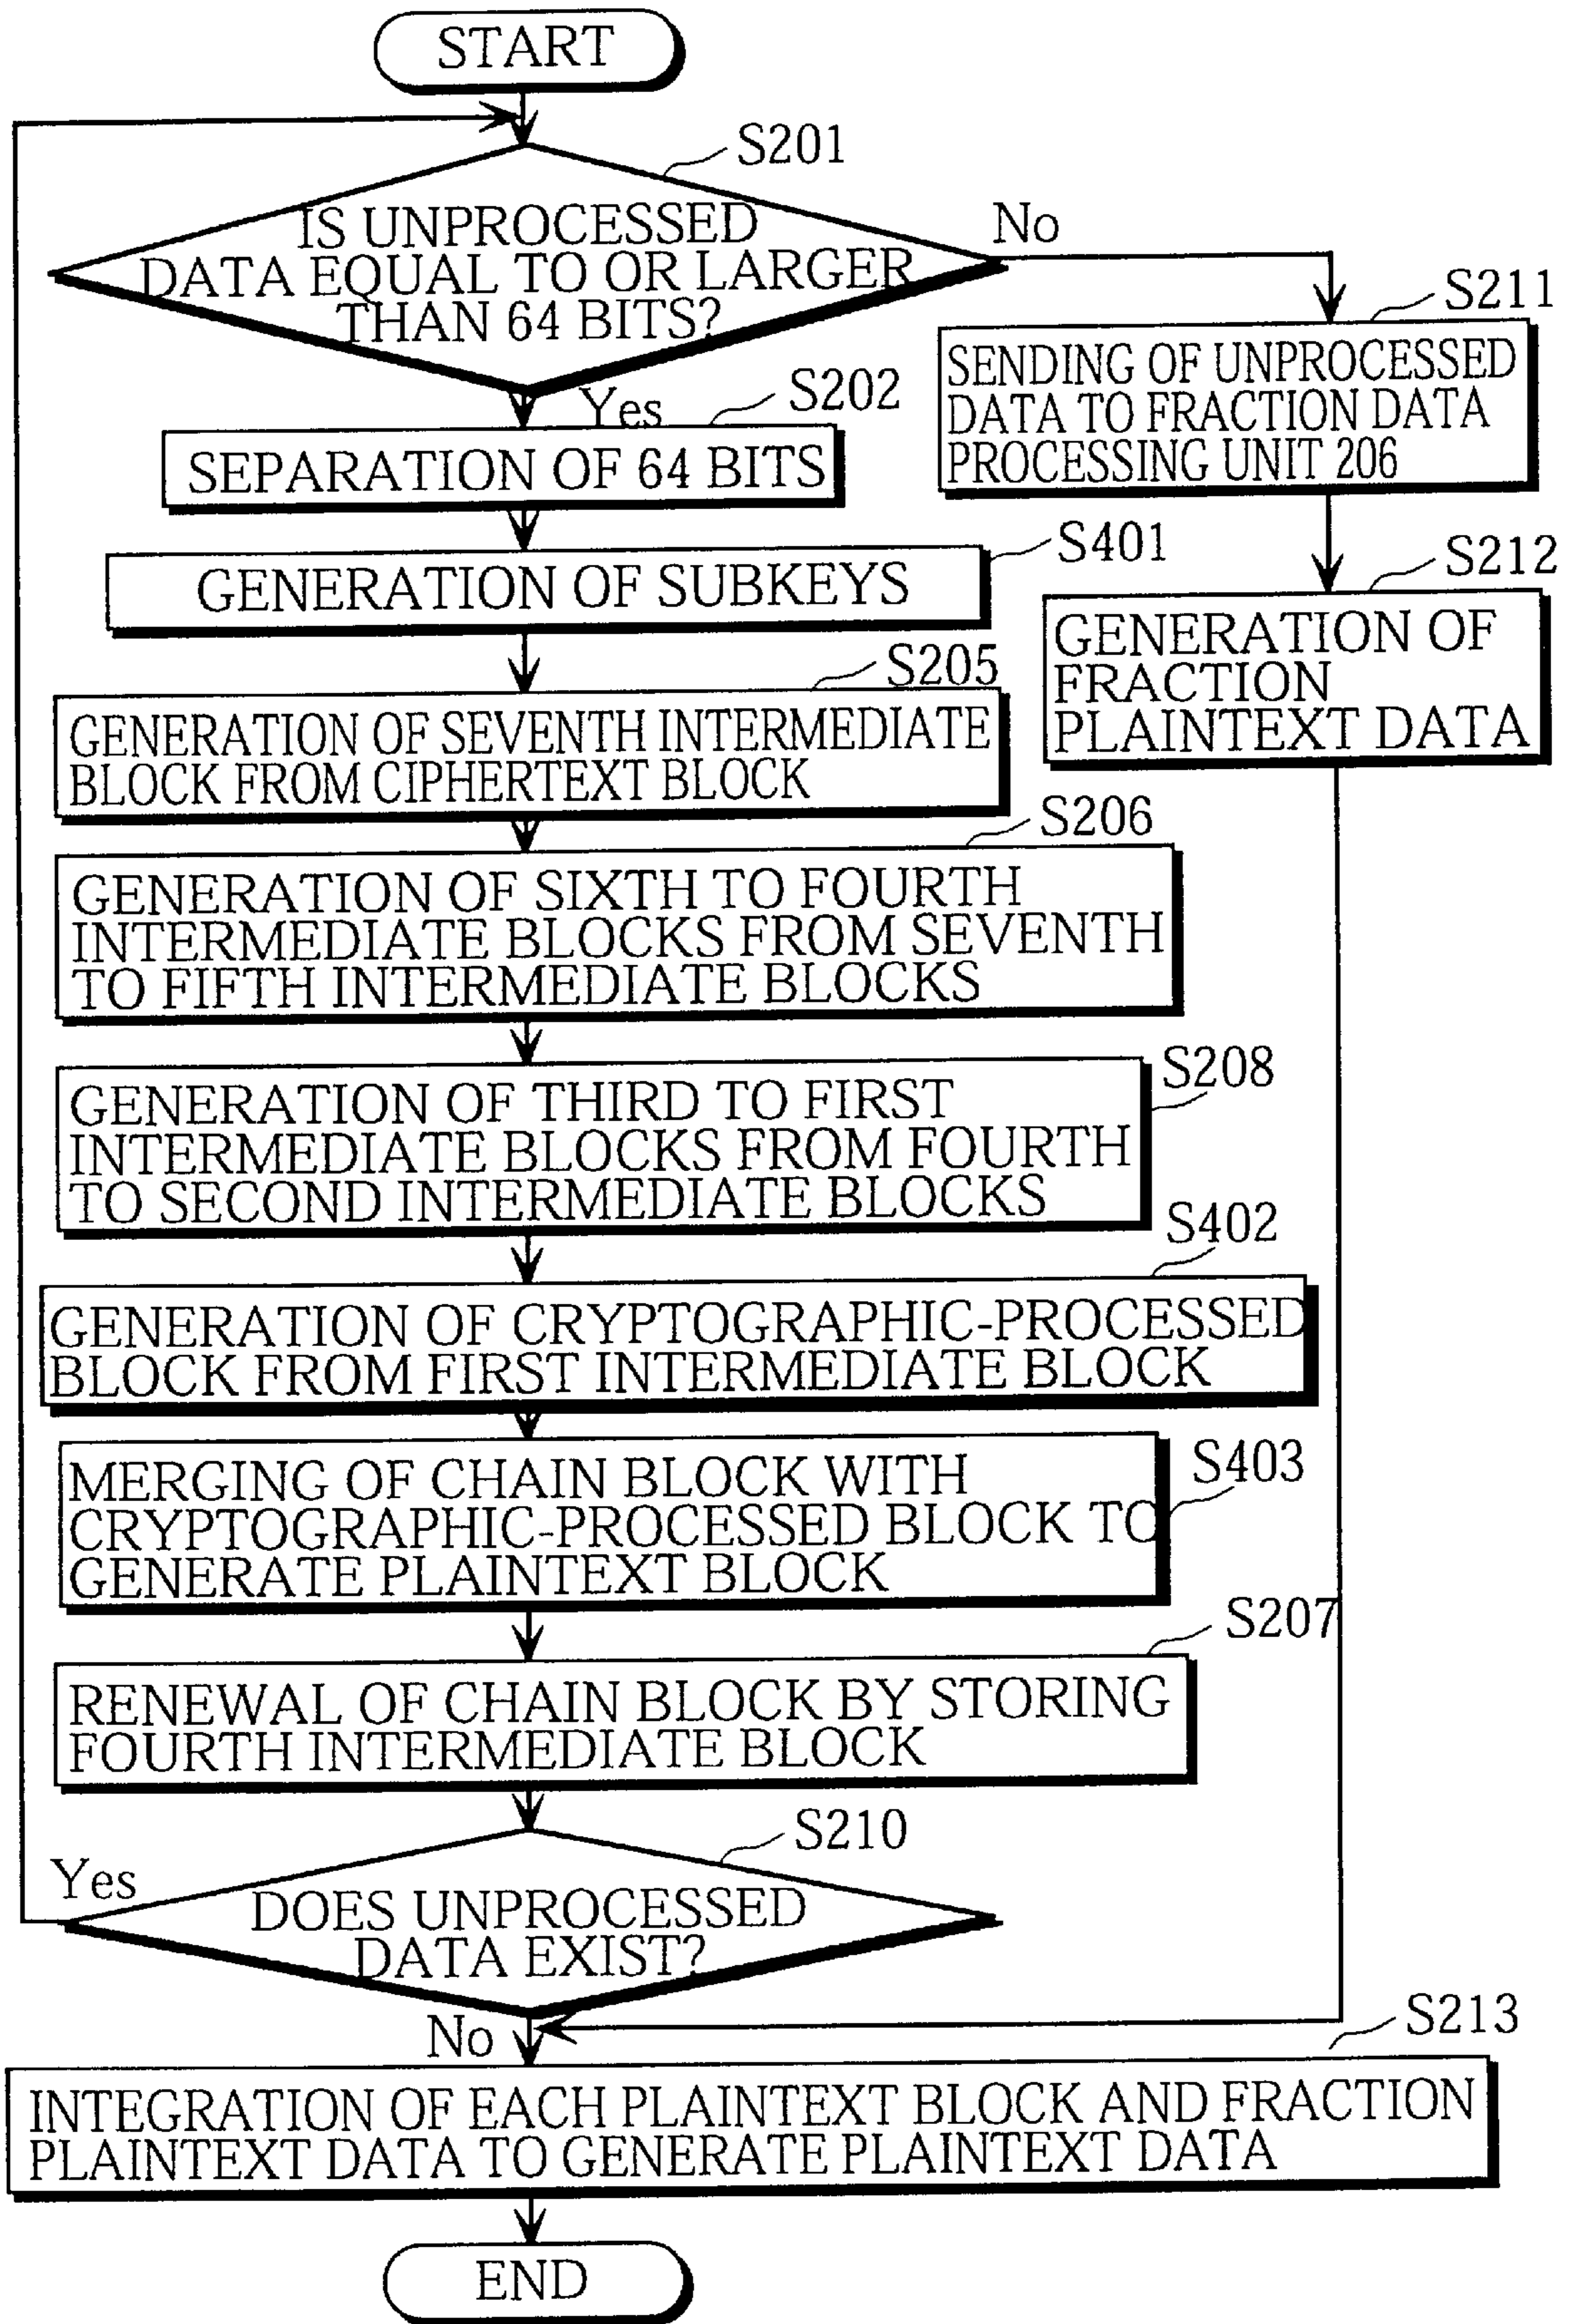 START
S201
IS UNPROCESSED
DATA EQUAL TO OR LARGER
THAN 64 BITS?
No
Yes
S202
SEPARATION OF 64 BITS
S211
SENDING OF UNPROCESSED
DATA TO FRACTION DATA
PROCESSING UNIT 206
S401
GENERATION OF SUBKEYS
S212
GENERATION OF
FRACTION
PLAINTEXT DATA
S205
GENERATION OF SEVENTH INTERMEDIATE
BLOCK FROM CIPHERTEXT BLOCK
S206
GENERATION OF SIXTH TO FOURTH
INTERMEDIATE BLOCKS FROM SEVENTH
TO FIFTH INTERMEDIATE BLOCKS
S208
GENERATION OF THIRD TO FIRST
INTERMEDIATE BLOCKS FROM FOURTH
TO SECOND INTERMEDIATE BLOCKS
S402
GENERATION OF CRYPTOGRAPHIC-PROCESSED
BLOCK FROM FIRST INTERMEDIATE BLOCK
S403
MERGING OF CHAIN BLOCK WITH
CRYPTOGRAPHIC-PROCESSED BLOCK TO
GENERATE PLAINTEXT BLOCK
S207
RENEWAL OF CHAIN BLOCK BY STORING
FOURTH INTERMEDIATE BLOCK
S210
Yes
DOES UNPROCESSED
DATA EXIST?
No
S213
INTEGRATION OF EACH PLAINTEXT BLOCK AND FRACTION
PLAINTEXT DATA TO GENERATE PLAINTEXT DATA
END